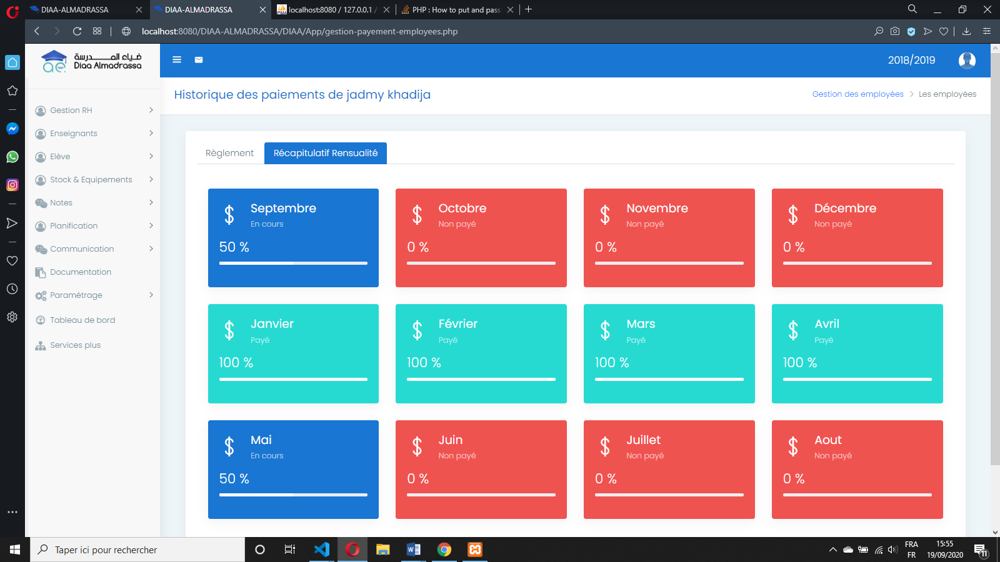 DIAA-ALMADRASSA
DIAA-ALMADRASSA
localhost:8080 / 127.0.0.1 /
PHP : How to put and pass
localhost:8080/DIAA-ALMADRASSA/DIAA/App/gestion-payement-employees.php
ضياء المدرسة
Diaa Almadrassa
2018/2019
Historique des paiements de jadmy khadija
Gestion des employées > Les employées
Gestion RH
Enseignants
Elève
Stock & Equipements
Notes
Planification
Communication
Documentation
Paramétrage
Tableau de bord
Services plus
Règlement
Récapitulatif Rensualité
Septembre
En cours
50 %
Octobre
Non payé
0 %
Novembre
Non payé
0 %
Décembre
Non payé
0 %
Janvier
Payé
100 %
Février
Payé
100 %
Mars
Payé
100 %
Avril
Payé
100 %
Mai
En cours
50 %
Juin
Non payé
0 %
Juillet
Non payé
0 %
Aout
Non payé
0 %
Taper ici pour rechercher
FRA
FR
15:55
19/09/2020
11